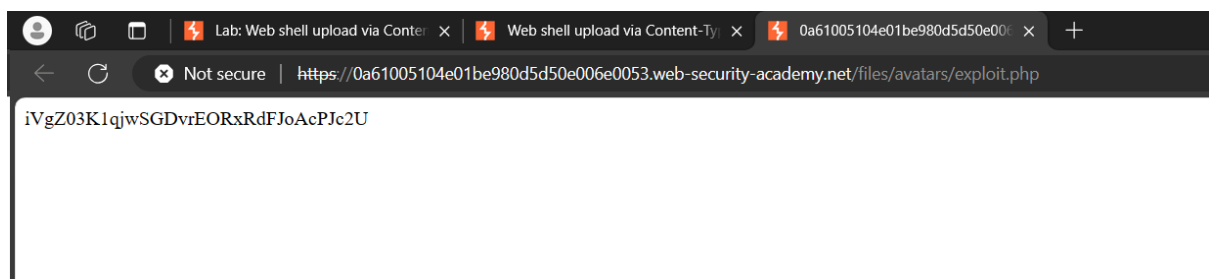 Lab: Web shell upload via Conter
Web shell upload via Content-Ty
0a61005104e01be980d5d50e006
Not secure | https://0a61005104e01be980d5d50e006e0053.web-security-academy.net/files/avatars/exploit.php
iVgZ03K1qjwSGDvrEORxRdFJoAcPJc2U